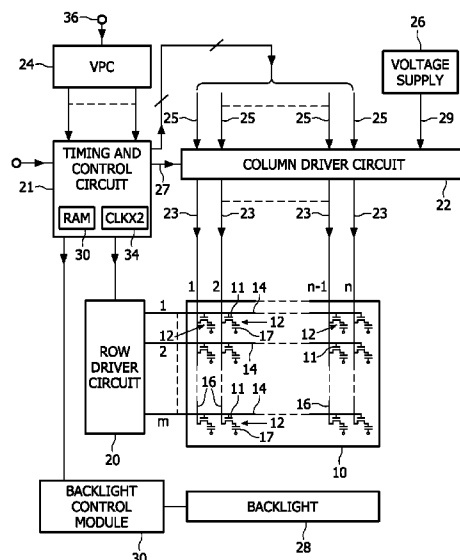 36
24
VPC
26
VOLTAGE
SUPPLY
25
25
25
25
29
TIMING AND
CONTROL
CIRCUIT
21
27
COLUMN DRIVER CIRCUIT
22
RAM
CLKX2
30
34
23
23
23
23
1
2
n-1
n
1
11
14
12
12
12
17
2
14
11
ROW
DRIVER
CIRCUIT
16
11
14
16
m
12
17
20
10
BACKLIGHT
CONTROL
MODULE
BACKLIGHT
30
28